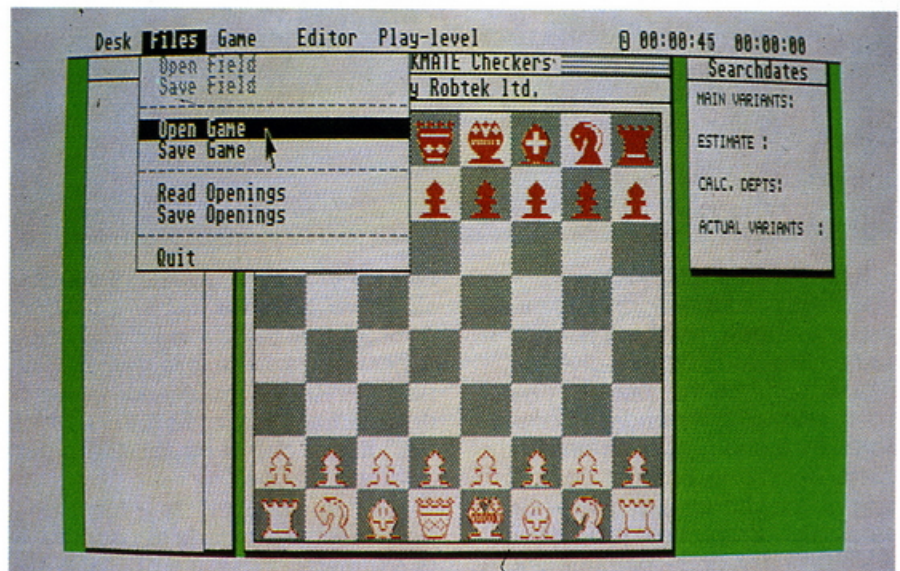 Desk Files Game Editor Play-level 00:00:45 00:00:00
Open Field
Save Field
Open Game
Save Game
Read Openings
Save Openings
Quit
KMATE Checkers
y Robtek ltd.
Searchdates
MAIN VARIANTS:
ESTIMATE :
CALC. DEPTS:
ACTUAL VARIANTS :